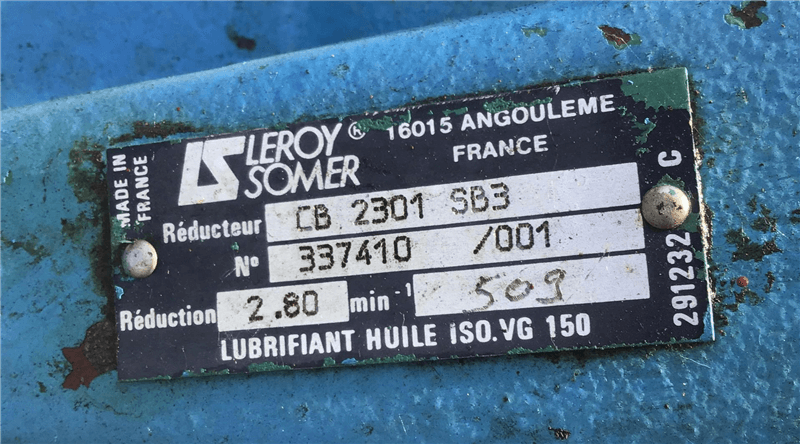 MADE IN
FRANCE
LS LEROY®
SOMER
16015 ANGOULEME
FRANCE
Réducteur CB 2301 SB3
N° 337410 /001
Réduction 2.80 min-1 509
LUBRIFIANT HUILE ISO.VG 150
291232 C